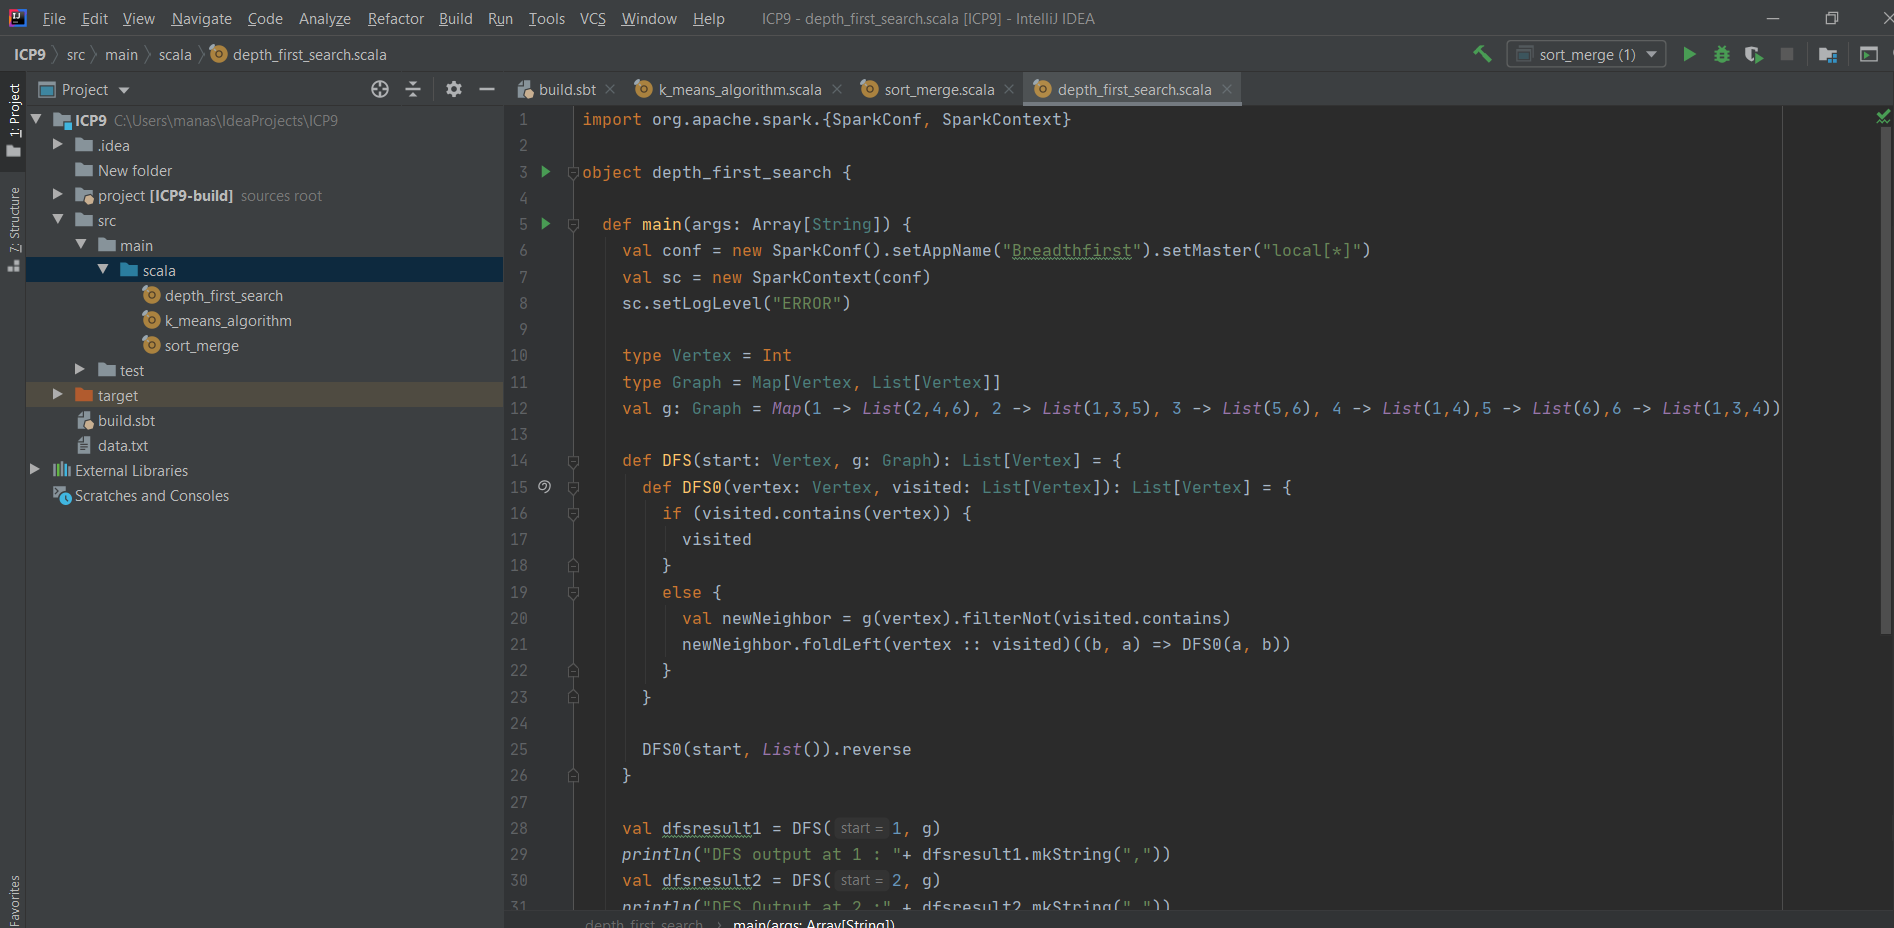 File Edit View Navigate Code Analyze Refactor Build Run Tools VCS Window Help ICP9 - depth_first_search.scala [ICP9] - IntelliJ IDEA
ICP9 src main scala depth_first_search.scala sort_merge (1)
Project build.sbt k_means_algorithm.scala sort_merge.scala depth_first_search.scala
1: Project
7: Structure
Favorites
ICP9 C:\Users\manas\IdeaProjects\ICP9
.idea
New folder
project [ICP9-build] sources root
src
main
scala
depth_first_search
k_means_algorithm
sort_merge
test
target
build.sbt
data.txt
External Libraries
Scratches and Consoles
1 import org.apache.spark.{SparkConf, SparkContext}
2
3 object depth_first_search {
4
5 def main(args: Array[String]) {
6 val conf = new SparkConf().setAppName("Breadthfirst").setMaster("local[*]")
7 val sc = new SparkContext(conf)
8 sc.setLogLevel("ERROR")
9
10 type Vertex = Int
11 type Graph = Map[Vertex, List[Vertex]]
12 val g: Graph = Map(1 -> List(2,4,6), 2 -> List(1,3,5), 3 -> List(5,6), 4 -> List(1,4),5 -> List(6),6 -> List(1,3,4))
13
14 def DFS(start: Vertex, g: Graph): List[Vertex] = {
15 def DFS0(vertex: Vertex, visited: List[Vertex]): List[Vertex] = {
16 if (visited.contains(vertex)) {
17 visited
18 }
19 else {
20 val newNeighbor = g(vertex).filterNot(visited.contains)
21 newNeighbor.foldLeft(vertex :: visited)((b, a) => DFS0(a, b))
22 }
23 }
24
25 DFS0(start, List()).reverse
26 }
27
28 val dfsresult1 = DFS( start = 1, g)
29 println("DFS output at 1 : "+ dfsresult1.mkString(","))
30 val dfsresult2 = DFS( start = 2, g)
31 println("DFS Output at 2 :" + dfsresult2.mkString(","))
depth_first_search main(args: Array[String])